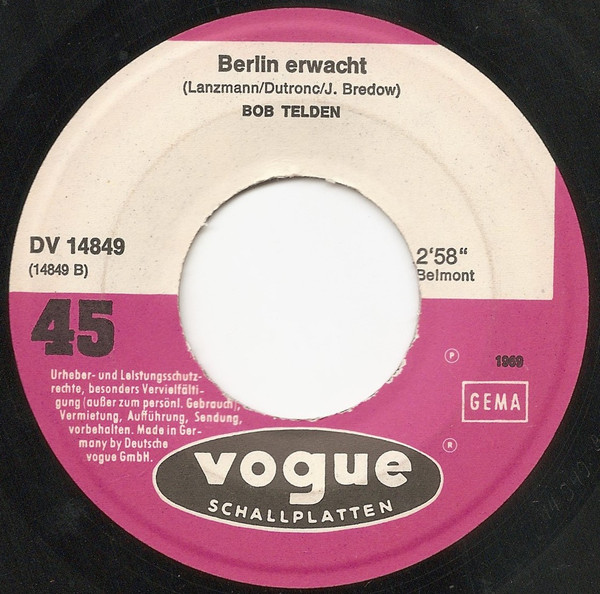 Berlin erwacht
(Lanzmann/Dutronc/J. Bredow)
BOB TELDEN
DV 14849
(14849 B)
2‘58“
Belmont
45
Urheber- und Leistungsschutz-
rechte, besonders Vervielfälti-
gung (außer zum persönl. Gebrauch),
Vermietung, Aufführung, Sendung,
vorbehalten. Made in Ger-
many by Deutsche
vogue GmbH.
P
1969
GEMA
R
vogue
SCHALLPLATTEN